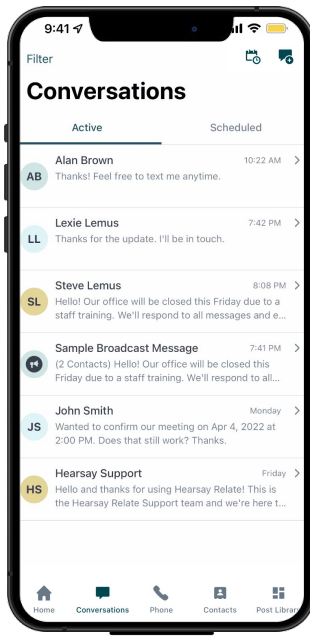 9:41
Filter
Conversations
Active
Scheduled
AB
Alan Brown
10:22 AM
Thanks! Feel free to text me anytime.
LL
Lexie Lemus
7:42 PM
Thanks for the update. I'll be in touch.
SL
Steve Lemus
8:08 PM
Hello! Our office will be closed this Friday due to a
staff training. We'll respond to all messages and e...
Sample Broadcast Message
7:41 PM
(2 Contacts) Hello! Our office will be closed this
Friday due to a staff training. We'll respond to all...
JS
John Smith
Monday
Wanted to confirm our meeting on Apr 4, 2022 at
2:00 PM. Does that still work? Thanks.
HS
Hearsay Support
Friday
Hello and thanks for using Hearsay Relate! This is
the Hearsay Relate Support team and we're here t...
Home
Conversations
Phone
Contacts
Post Librar